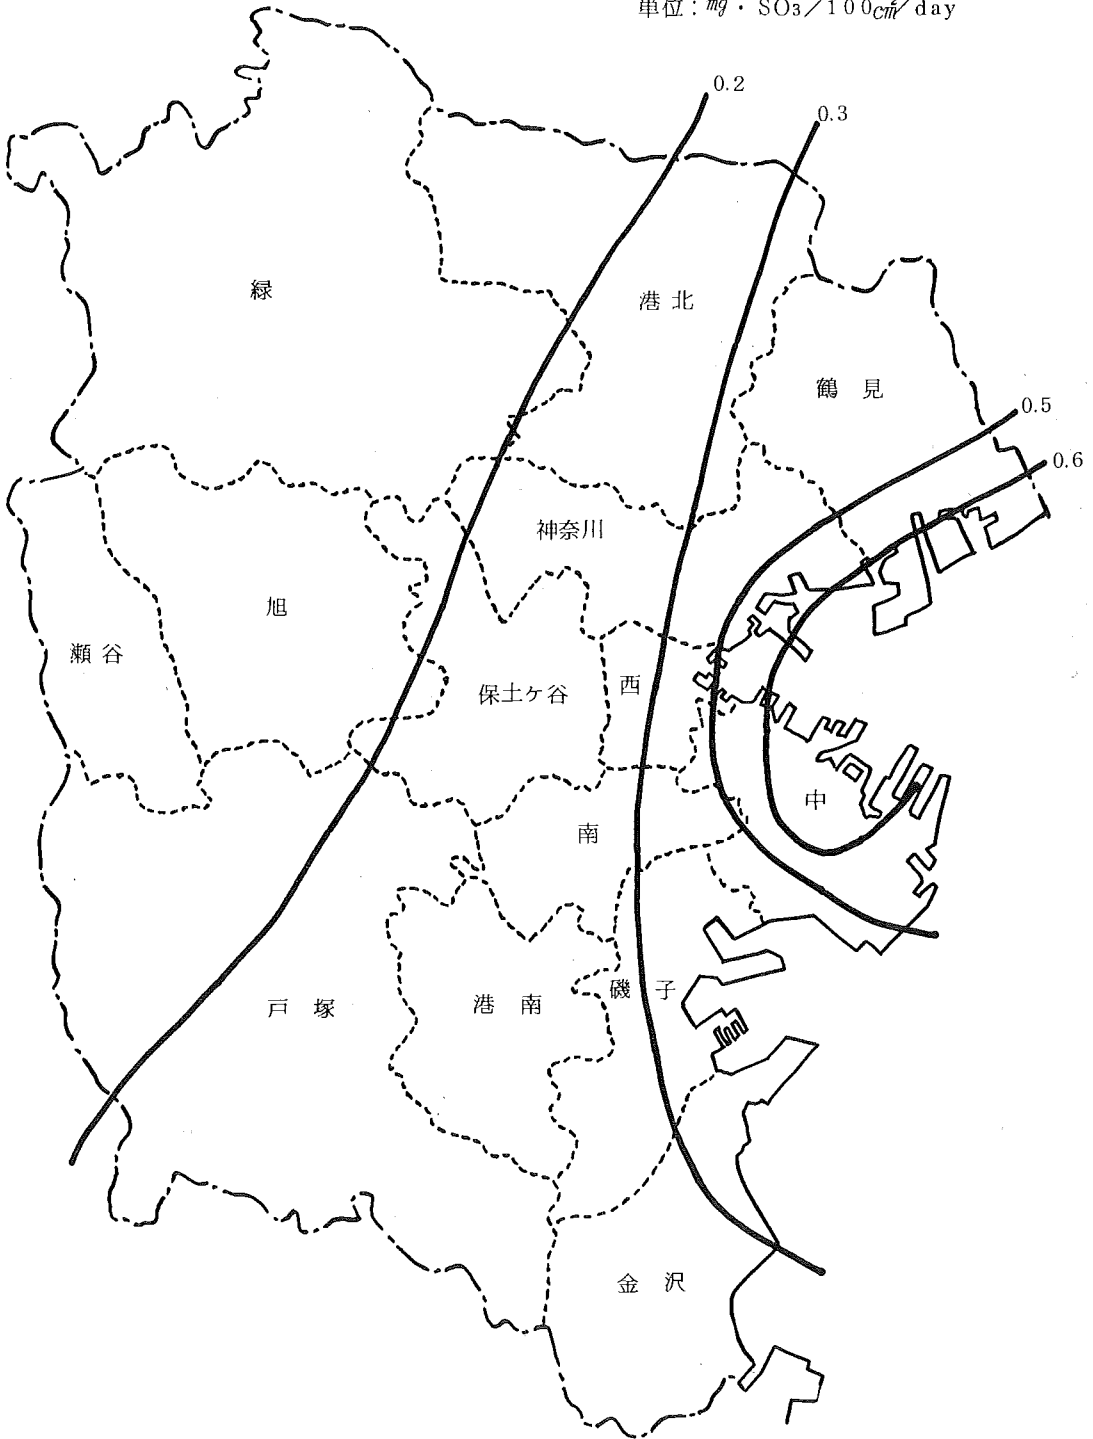 単位：mg・SO₃／100cm²／day
0.2
0.3
緑
港北
鶴見
0.5
0.6
神奈川
旭
瀬谷
保土ケ谷
西
中
南
戸塚
港南
磯子
金沢